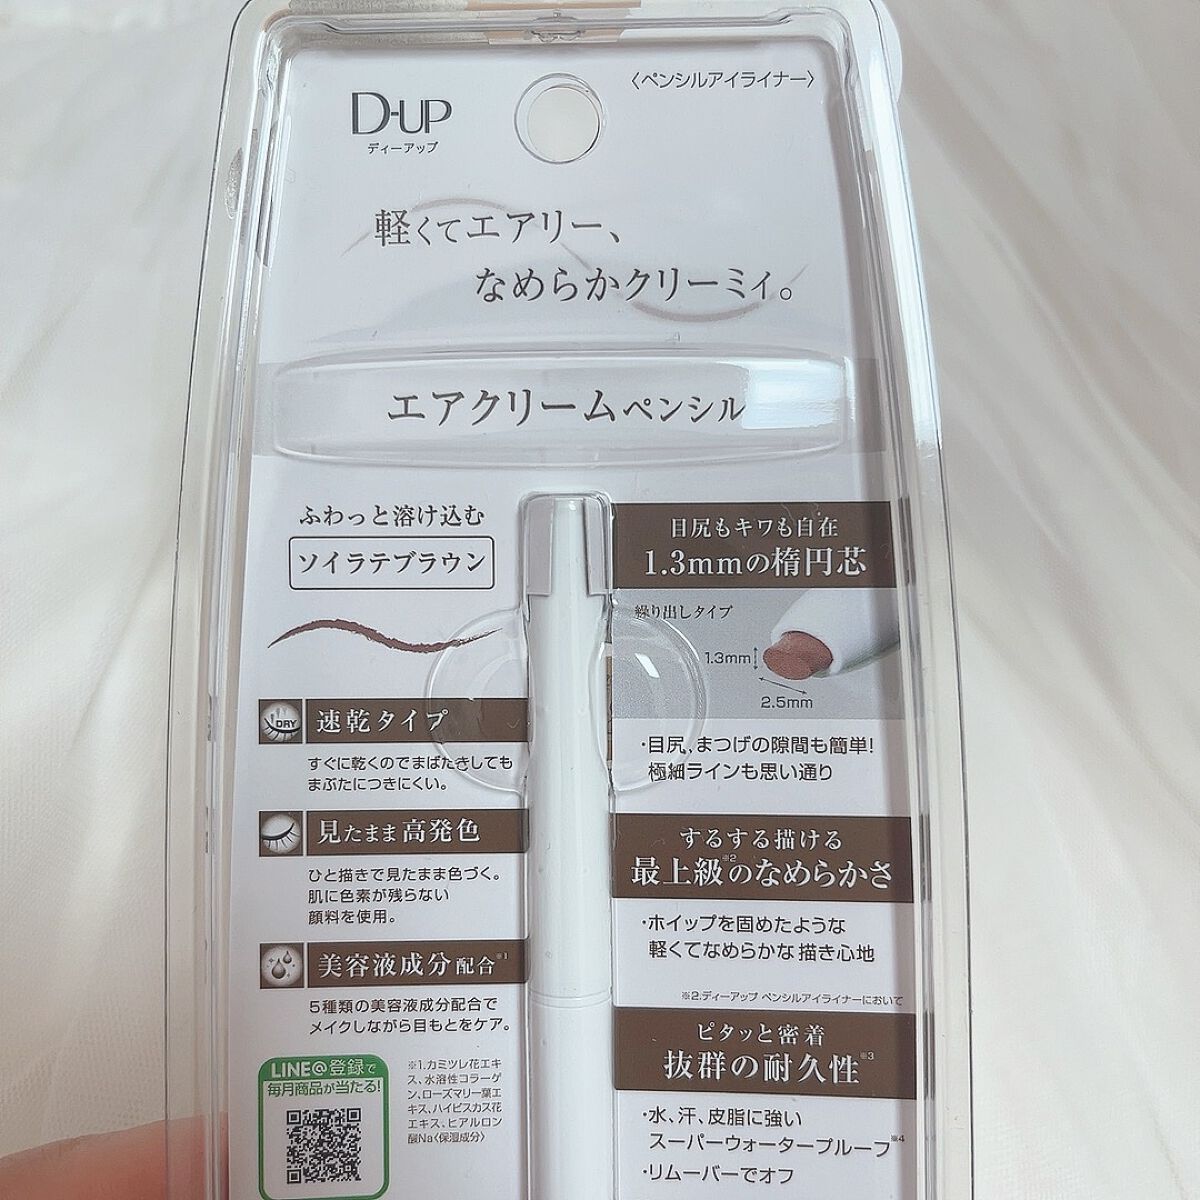 D-UP
ディーアップ
〈ペンシルアイライナー〉
軽くてエアリー、
なめらかクリーミィ。
エアクリームペンシル
ふわっと溶け込む
ソイラテブラウン
DRY
速乾タイプ
すぐに乾くのでまばたきしても
まぶたにつきにくい。
見たまま高発色
ひと描きで見たまま色づく。
肌に色素が残らない
顔料を使用。
美容液成分配合※1
5種類の美容液成分配合で
メイクしながら目もとをケア。
LINE@登録で
毎月商品が当たる!
※1.カミツレ花エキ
ス、水溶性コラーゲ
ン、ローズマリー葉エ
キス、ハイビスカス花
エキス、ヒアルロン
酸Na〈保湿成分〉
目尻もキワも自在
1.3mmの楕円芯
繰り出しタイプ
1.3mm
2.5mm
・目尻、まつげの隙間も簡単!
極細ラインも思い通り
するする描ける
最上級※2のなめらかさ
・ホイップを固めたような
軽くてなめらかな描き心地
※2.ディーアップ ペンシルアイライナーにおいて
ピタッと密着
抜群の耐久性※3
・水、汗、皮脂に強い
スーパーウォータープルーフ※4
・リムーバーでオフ